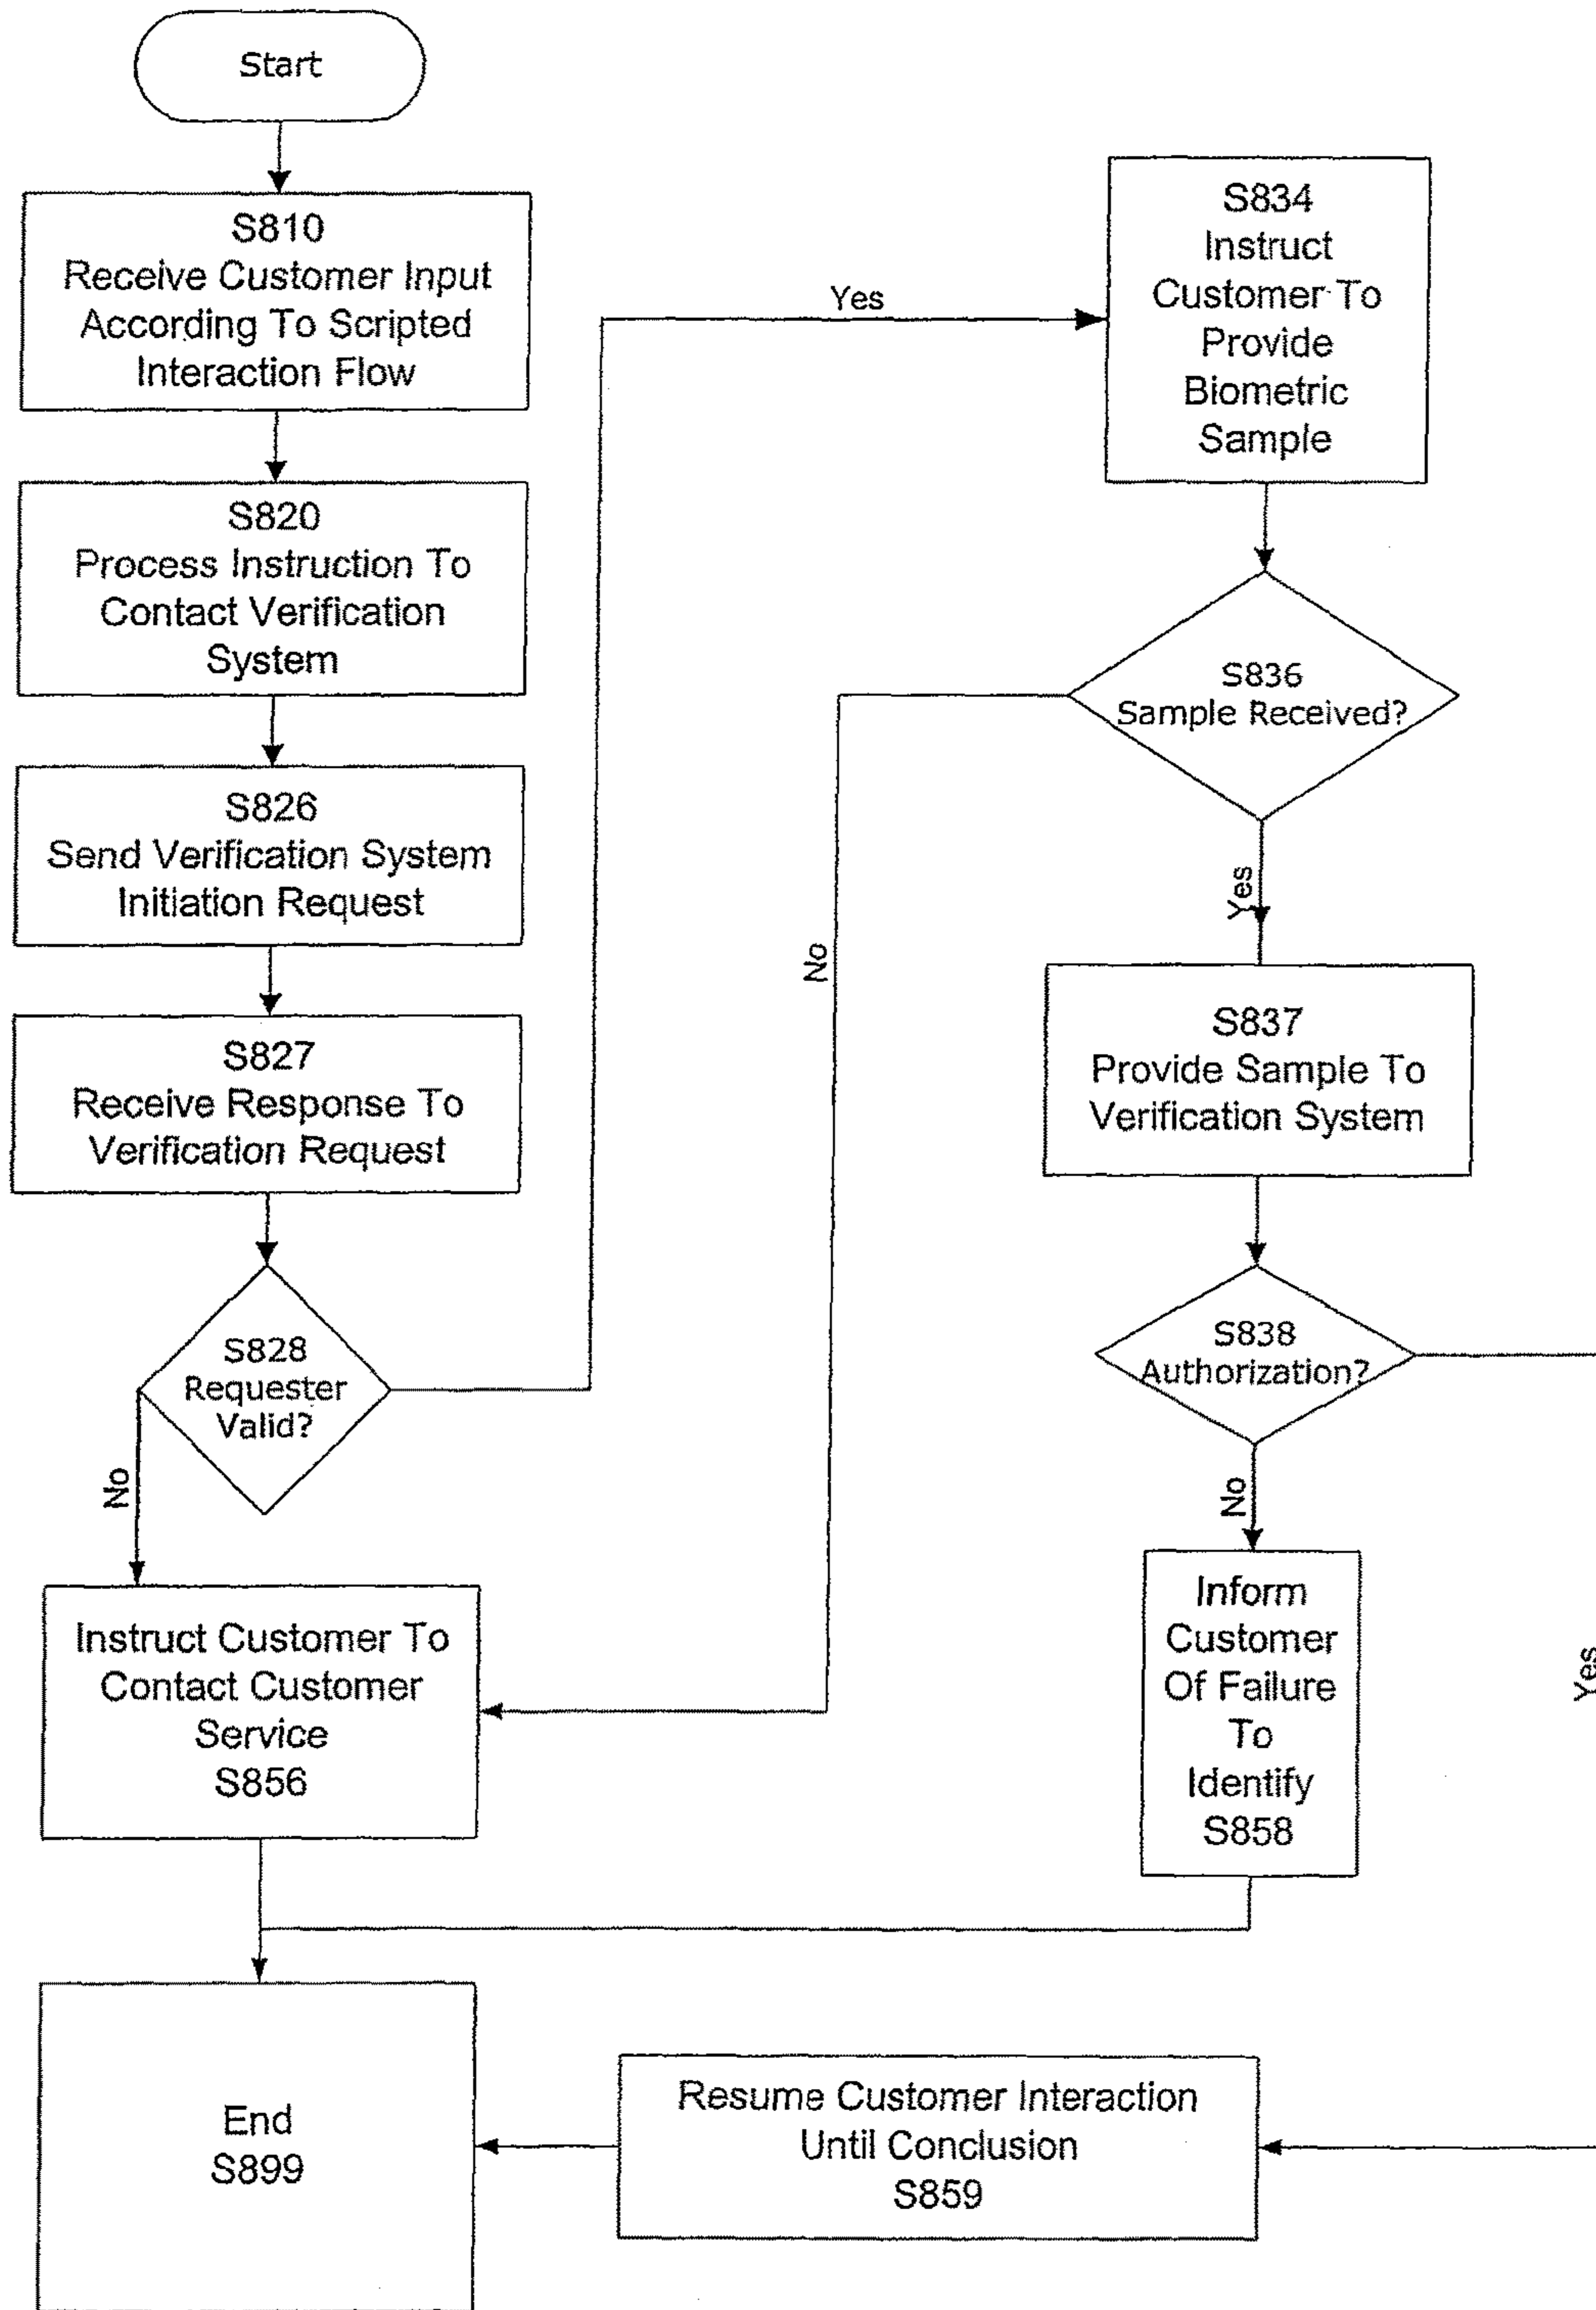 Start
S810
Receive Customer Input
According To Scripted
Interaction Flow
S820
Process Instruction To
Contact Verification
System
S826
Send Verification System
Initiation Request
S827
Receive Response To
Verification Request
S828
Requester
Valid?
No
Yes
Instruct Customer To
Contact Customer
Service
S856
S834
Instruct
Customer To
Provide
Biometric
Sample
S836
Sample Received?
No
Yes
S837
Provide Sample To
Verification System
S838
Authorization?
No
Yes
Inform
Customer
Of Failure
To
Identify
S858
Resume Customer Interaction
Until Conclusion
S859
End
S899